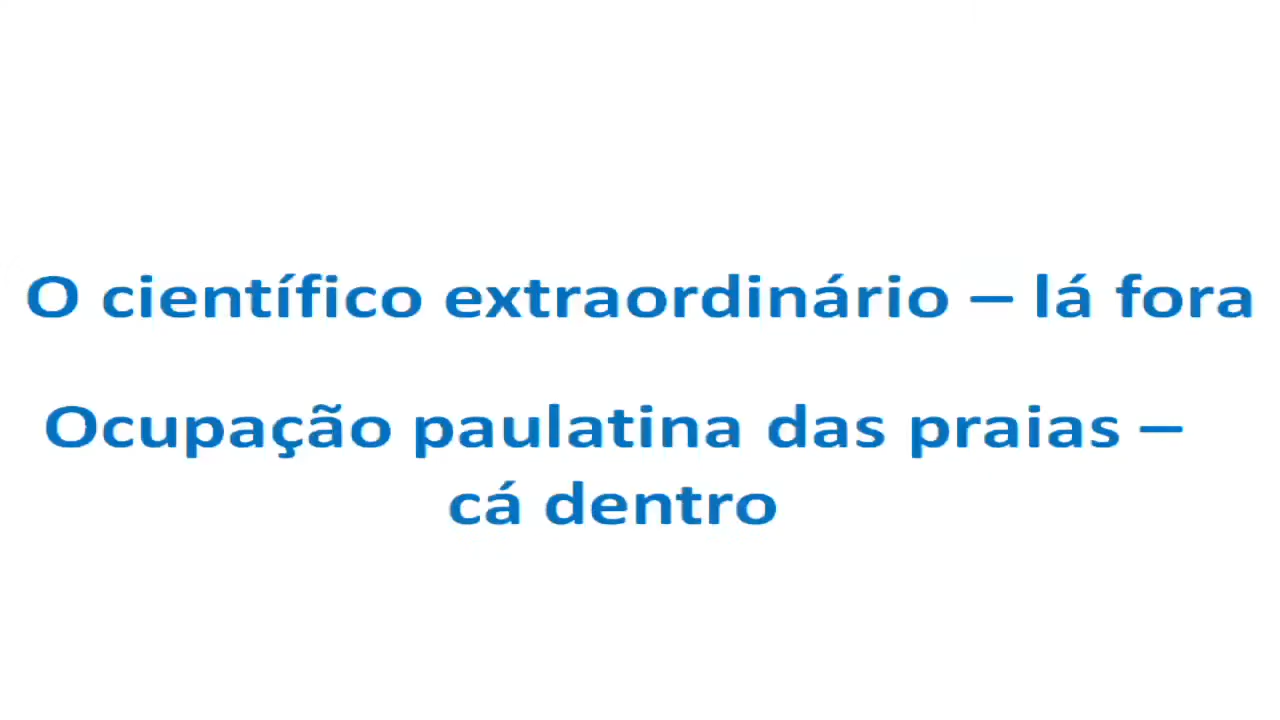 O científico extraordinário – lá fora
Ocupação paulatina das praias –
cá dentro